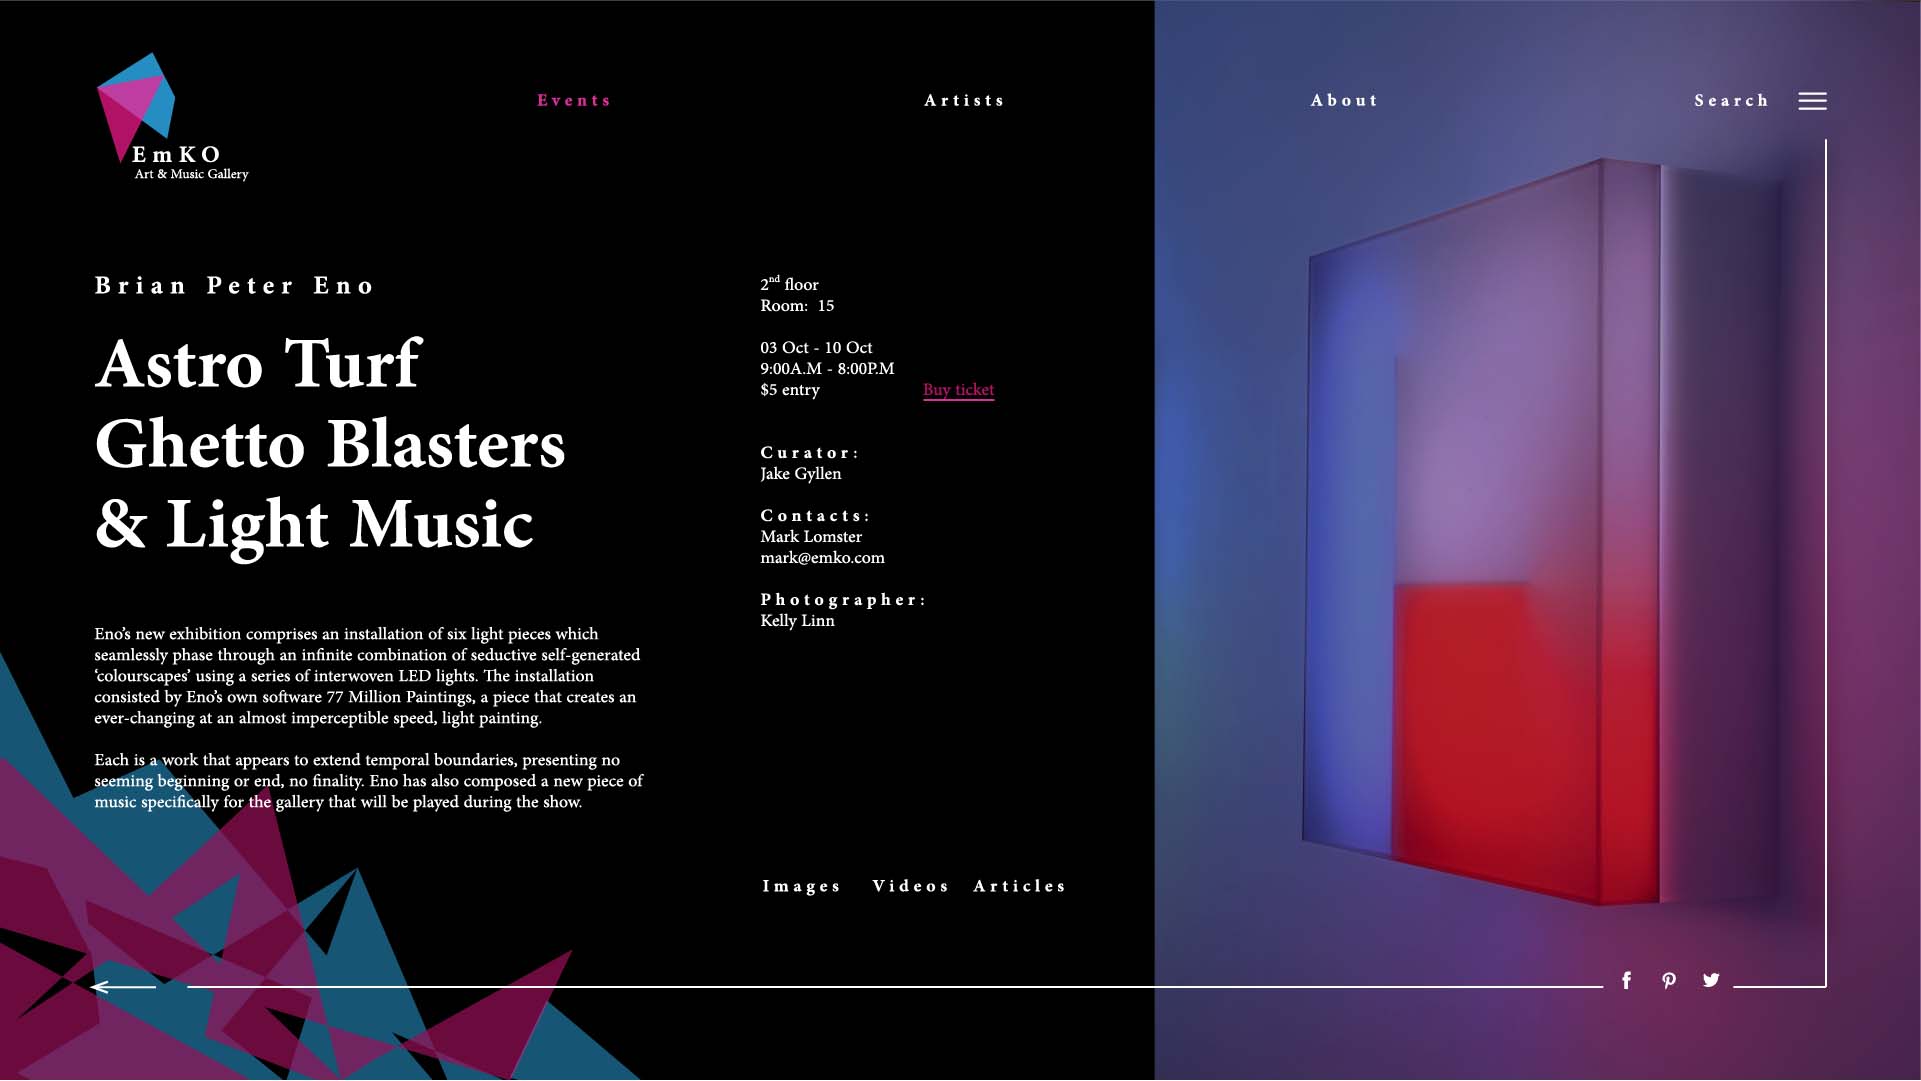 EmKO
Art & Music Gallery
Events
Artists
About
Search
Brian Peter Eno
Astro Turf
Ghetto Blasters
& Light Music
Eno’s new exhibition comprises an installation of six light pieces which
seamlessly phase through an infinite combination of seductive self-generated
‘colourscapes’ using a series of interwoven LED lights. The installation
consisted by Eno’s own software 77 Million Paintings, a piece that creates an
ever-changing at an almost imperceptible speed, light painting.
Each is a work that appears to extend temporal boundaries, presenting no
seeming beginning or end, no finality. Eno has also composed a new piece of
music specifically for the gallery that will be played during the show.
2nd floor
Room: 15
03 Oct - 10 Oct
9:00A.M - 8:00P.M
$5 entry
Buy ticket
Curator:
Jake Gyllen
Contacts:
Mark Lomster
mark@emko.com
Photographer:
Kelly Linn
Images
Videos
Articles